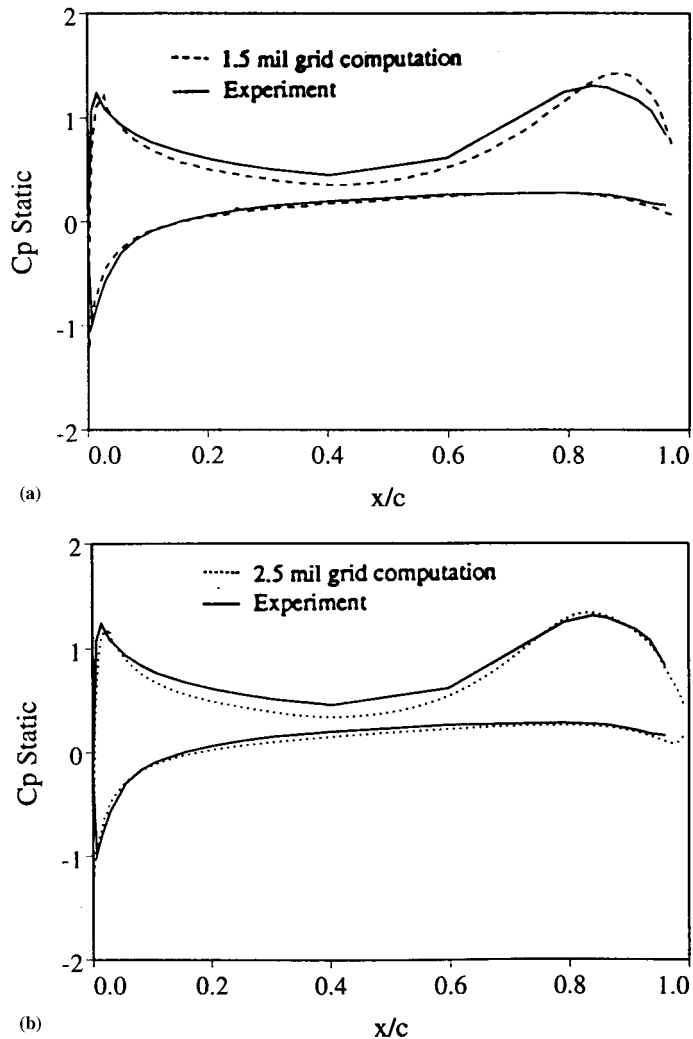 2
1.5 mil grid computation
Experiment
1
Cp Static
0
-1
-2
0.0 0.2 0.4 0.6 0.8 1.0
(a)
x/c
2
2.5 mil grid computation
Experiment
1
Cp Static
0
-1
-2
0.0 0.2 0.4 0.6 0.8 1.0
(b)
x/c